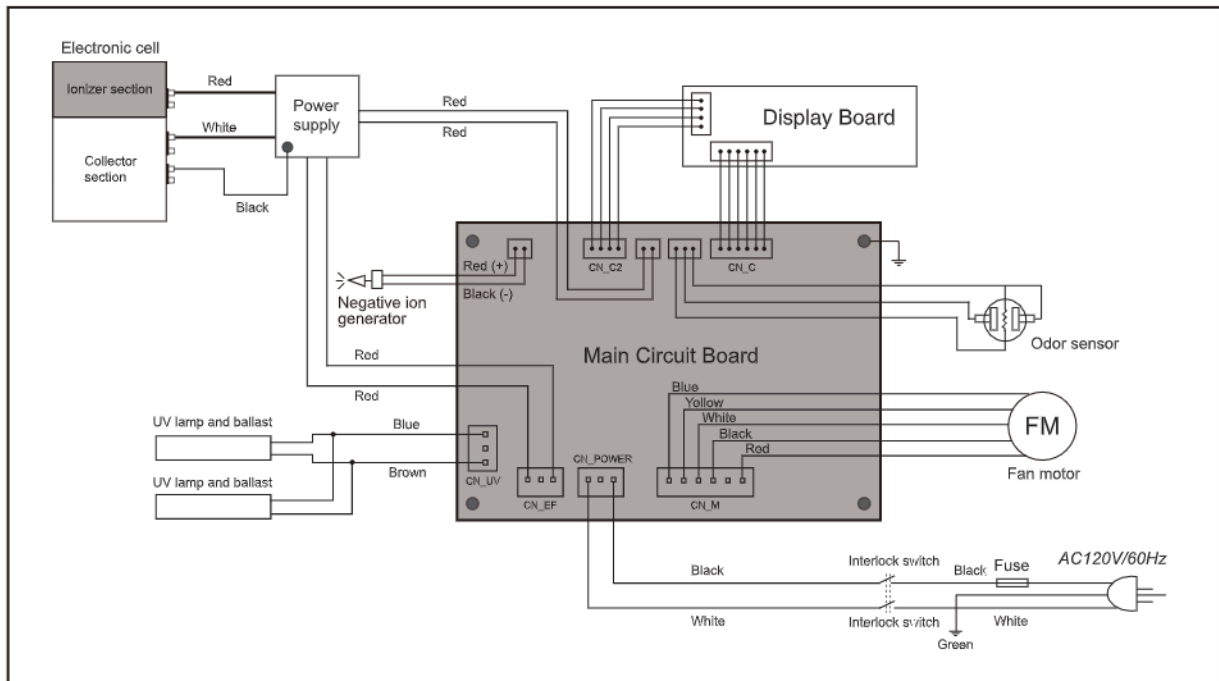 Electronic cell
Ionizer section
Red
Power
supply
White
Collector
section
Black
Red
Red
Display Board
CN_C2
CN_C
Red (+)
Black (-)
Negative ion
generator
Odor sensor
Main Circuit Board
Red
Red
Blue
Yellow
White
Black
Red
FM
Fan motor
UV lamp and ballast
Blue
Brown
UV lamp and ballast
CN_UV
CN_EF
CN_POWER
CN_M
Interlock switch
Black
Black
Fuse
AC120V/60Hz
White
Interlock switch
White
Green